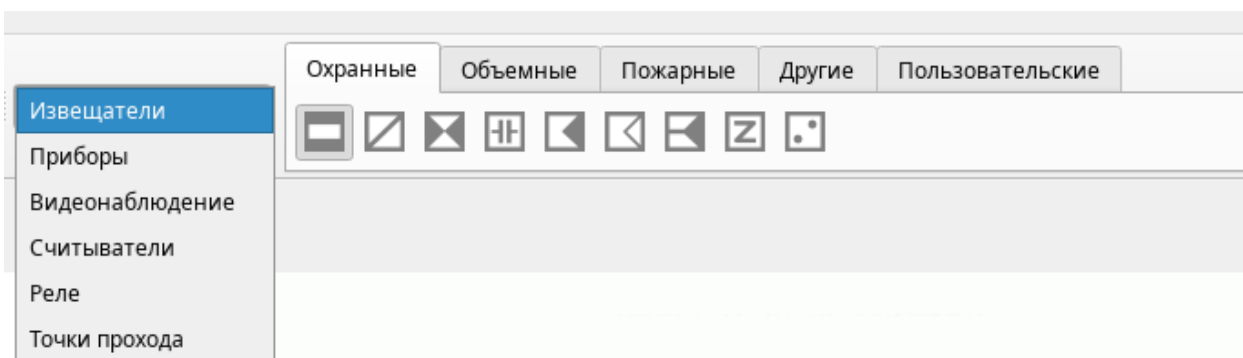 Охранные Объемные Пожарные Другие Пользовательские
Извещатели
Приборы
Видеонаблюдение
Считыватели
Реле
Точки прохода